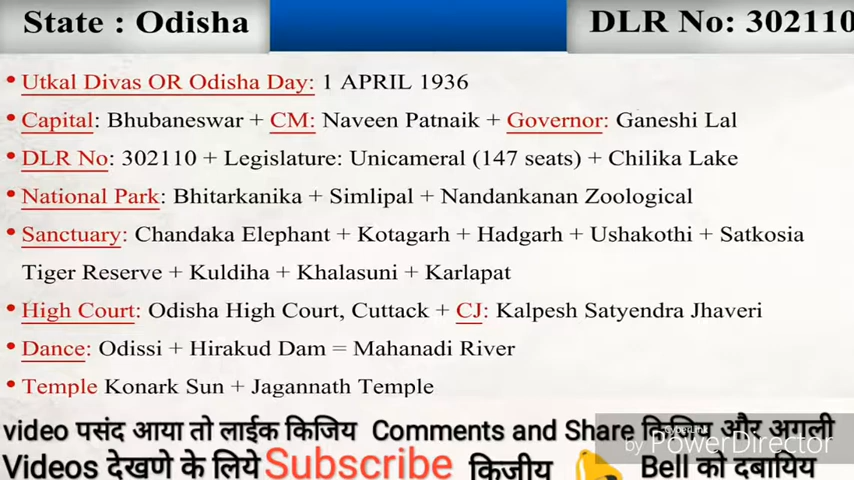 State : Odisha
DLR No: 302110
• Utkal Divas OR Odisha Day: 1 APRIL 1936
• Capital: Bhubaneswar + CM: Naveen Patnaik + Governor: Ganeshi Lal
• DLR No: 302110 + Legislature: Unicameral (147 seats) + Chilika Lake
• National Park: Bhitarkanika + Simlipal + Nandankanan Zoological
• Sanctuary: Chandaka Elephant + Kotagarh + Hadgarh + Ushakothi + Satkosia
Tiger Reserve + Kuldiha + Khalasuni + Karlapat
• High Court: Odisha High Court, Cuttack + CJ: Kalpesh Satyendra Jhaveri
• Dance: Odissi + Hirakud Dam = Mahanadi River
• Temple Konark Sun + Jagannath Temple
video पसंद आया तो लाईक किजिय Comments and Share और अगली
by PowerDirector
Videos देखणे के लिये Subscribe किजीय Bell को दबायिय